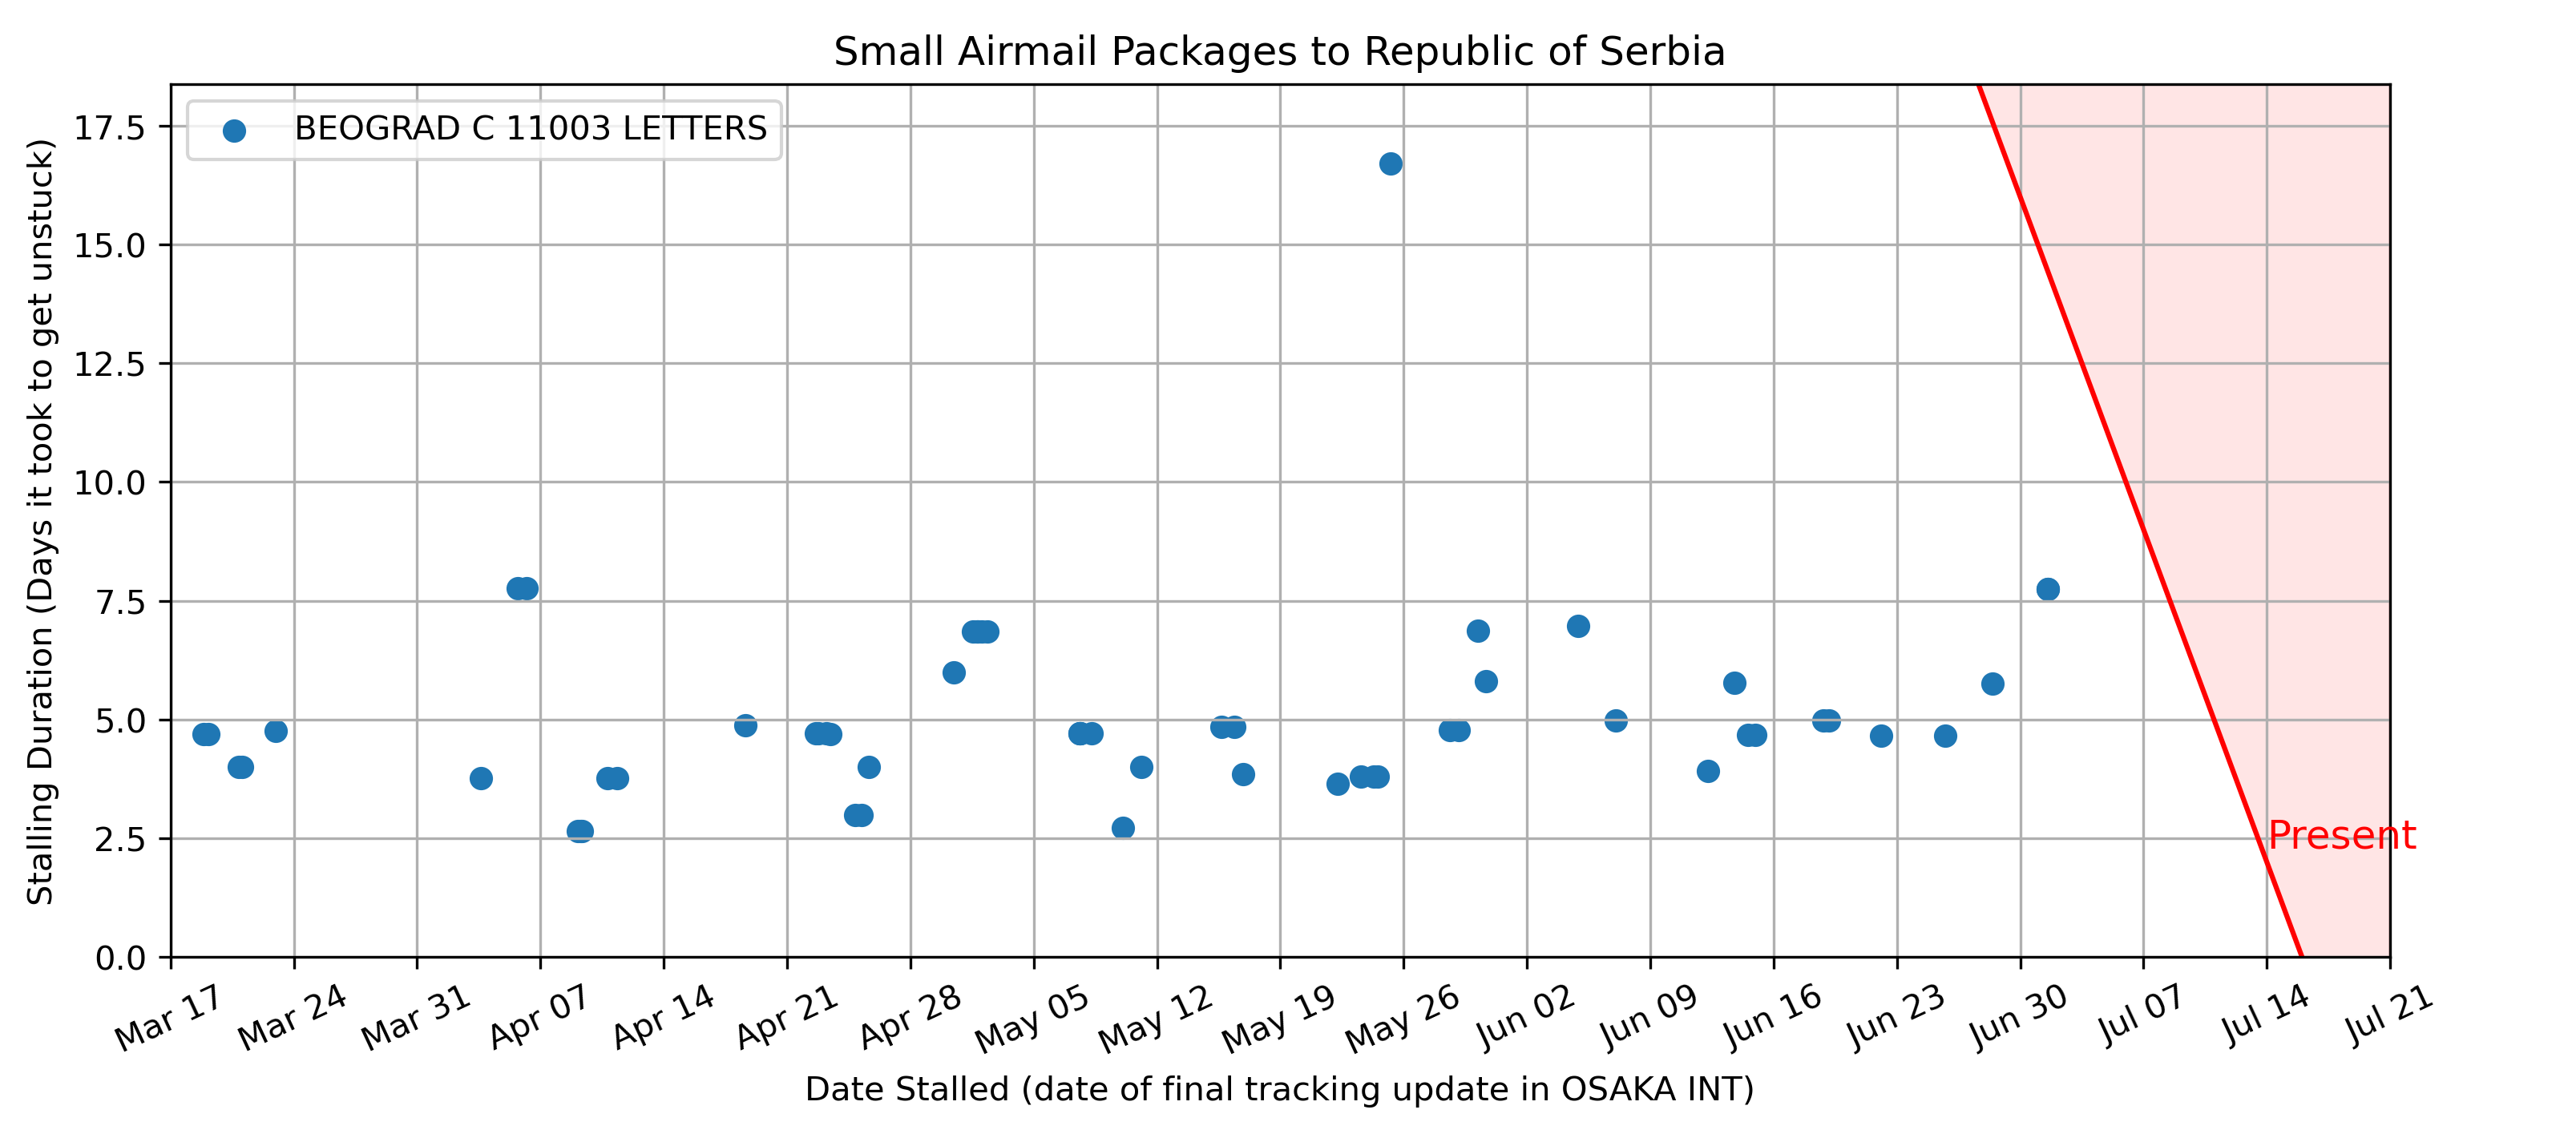 Small Airmail Packages to Republic of Serbia
BEOGRAD C 11003 LETTERS
Stalling Duration (Days it took to get unstuck)
17.5
15.0
12.5
10.0
7.5
5.0
2.5
0.0
Present
Mar 17
Mar 24
Mar 31
Apr 07
Apr 14
Apr 21
Apr 28
May 05
May 12
May 19
May 26
Jun 02
Jun 09
Jun 16
Jun 23
Jun 30
Jul 07
Jul 14
Jul 21
Date Stalled (date of final tracking update in OSAKA INT)